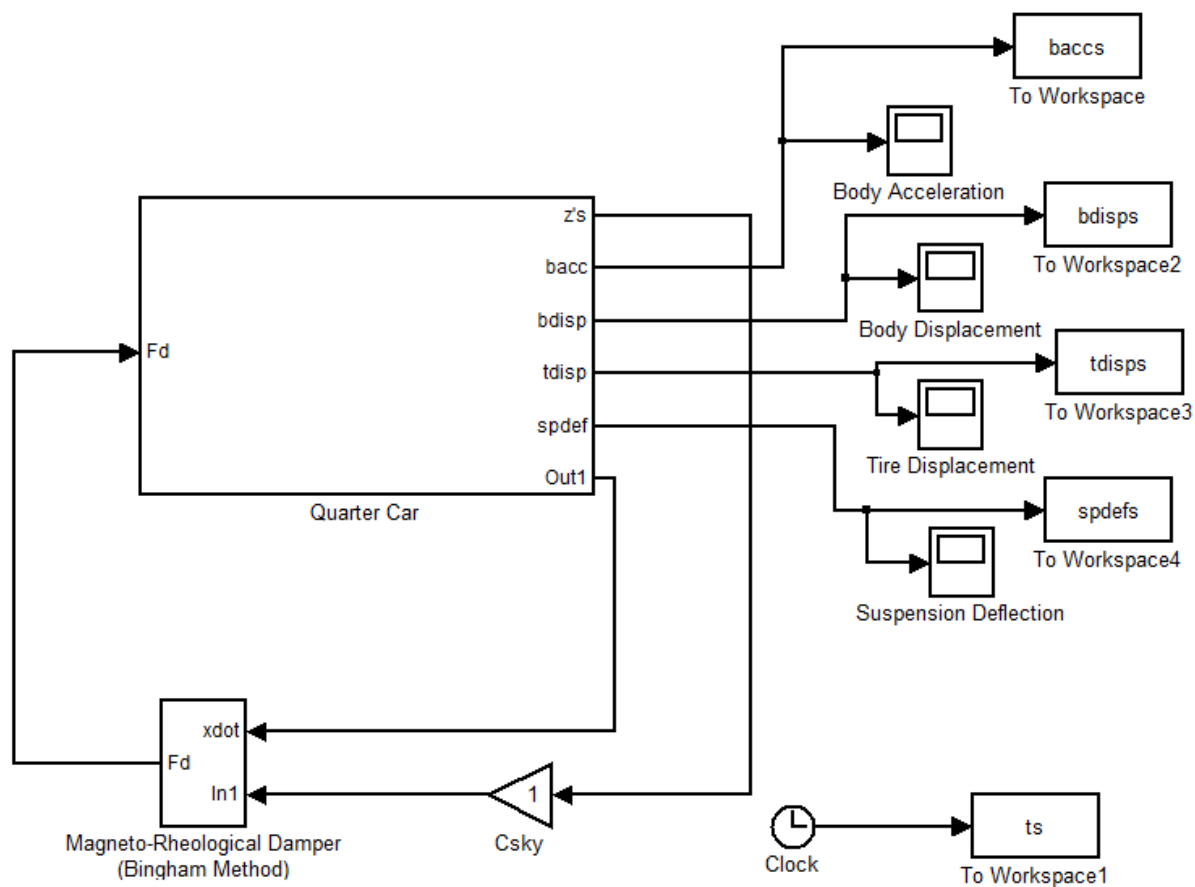 baccs
To Workspace
Body Acceleration
z's
bdisps
To Workspace2
bacc
bdisp
Body Displacement
Fd
tdisp
tdisps
To Workspace3
spdef
Tire Displacement
Out1
Quarter Car
spdefs
To Workspace4
Suspension Deflection
xdot
Fd
In1
1
Magneto-Rheological Damper
(Bingham Method)
Csky
Clock
ts
To Workspace1